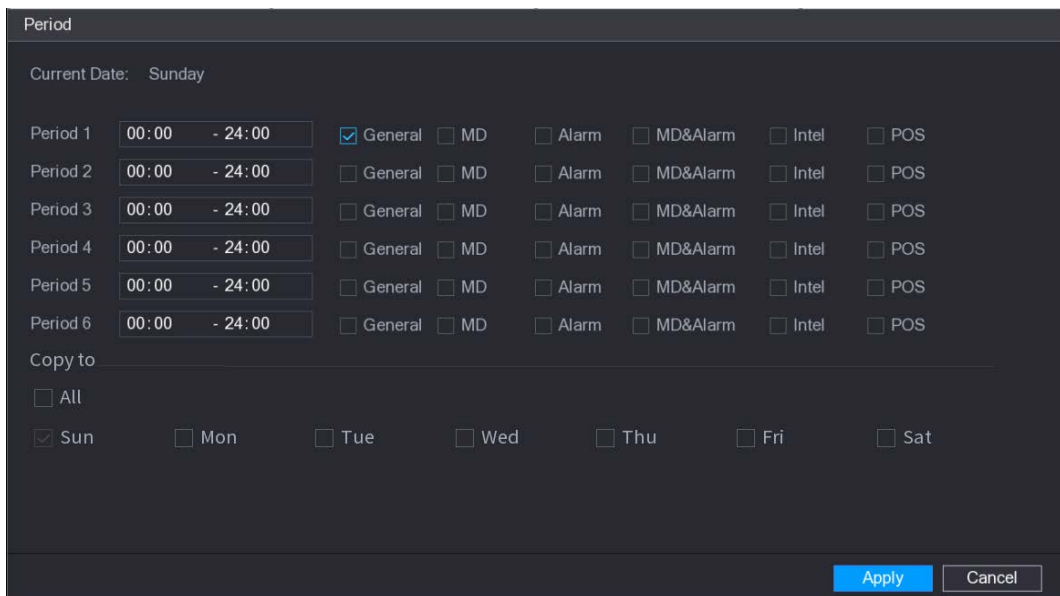 Period
Current Date: Sunday
Period 1 00:00 - 24:00 General MD Alarm MD&Alarm Intel POS
Period 2 00:00 - 24:00 General MD Alarm MD&Alarm Intel POS
Period 3 00:00 - 24:00 General MD Alarm MD&Alarm Intel POS
Period 4 00:00 - 24:00 General MD Alarm MD&Alarm Intel POS
Period 5 00:00 - 24:00 General MD Alarm MD&Alarm Intel POS
Period 6 00:00 - 24:00 General MD Alarm MD&Alarm Intel POS
Copy to
All
Sun Mon Tue Wed Thu Fri Sat
Apply Cancel